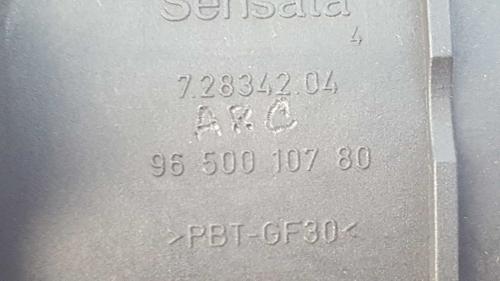 Sensata
4
7.28342.04
ARC
96 500 107 80
>PBT-GF30<